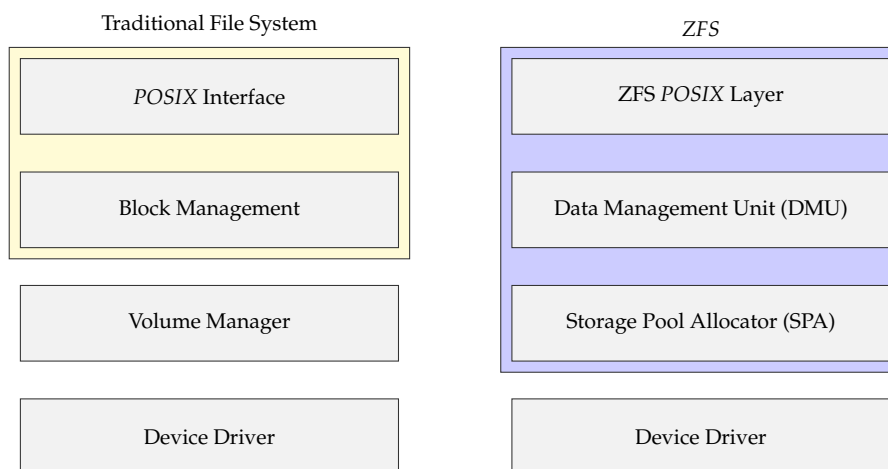 Traditional File System
POSIX Interface
Block Management
Volume Manager
Device Driver
ZFS
ZFS POSIX Layer
Data Management Unit (DMU)
Storage Pool Allocator (SPA)
Device Driver